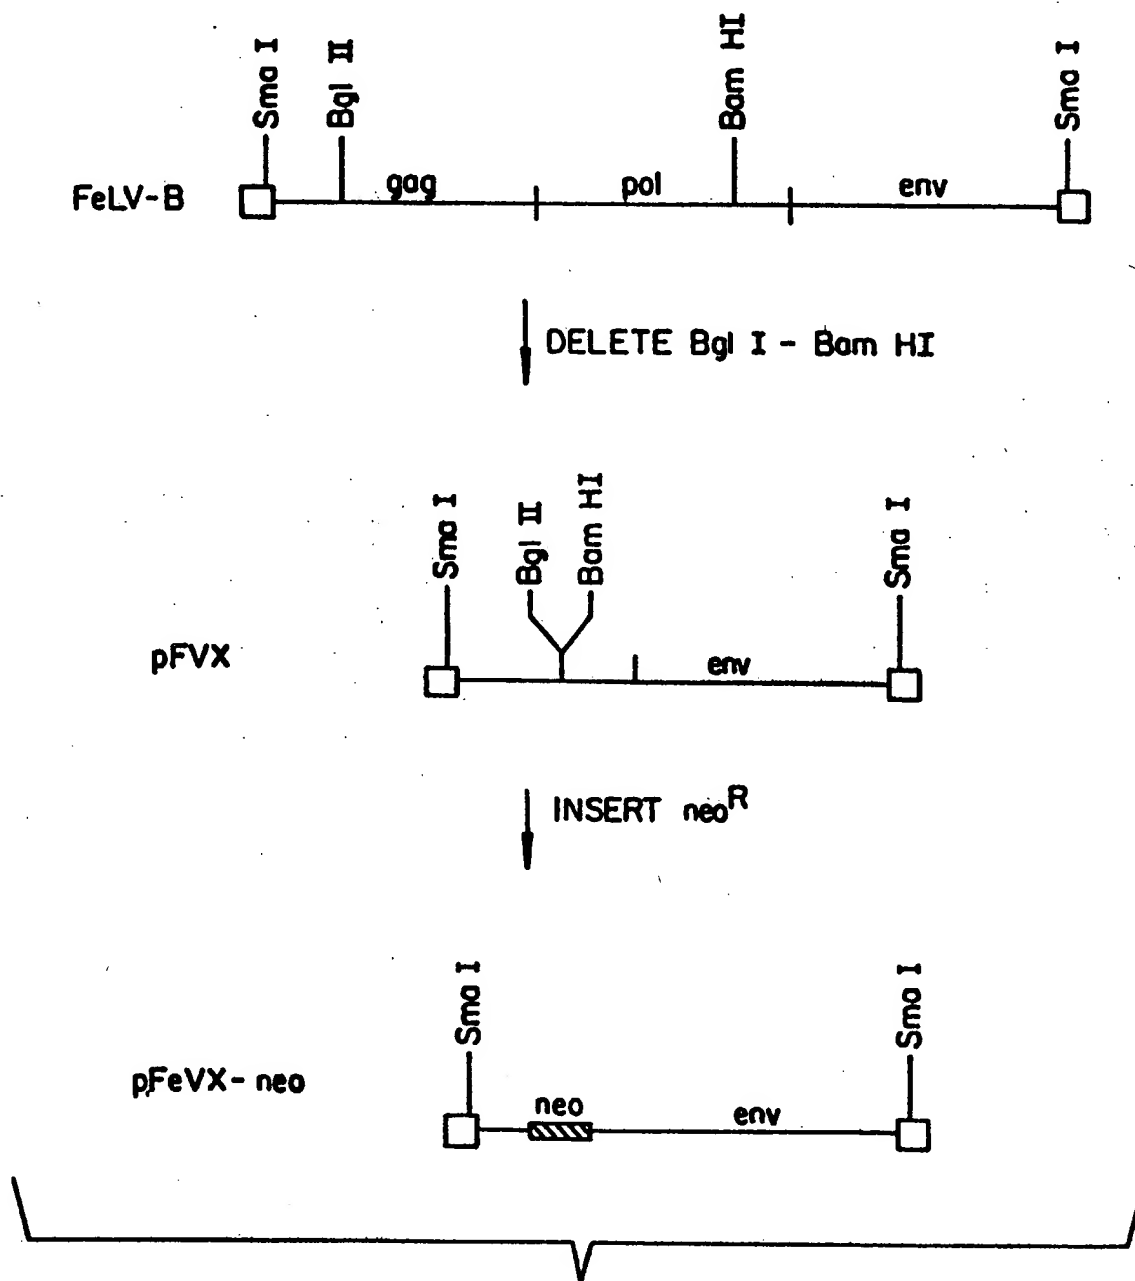 Sma I
Bgl II
Bam HI
Sma I
FeLV-B
gag
pol
env
DELETE Bgl I - Bam HI
Sma I
Bgl II
Bam HI
Sma I
pFVX
env
INSERT neoR
Sma I
Sma I
pFeVX- neo
neo
env